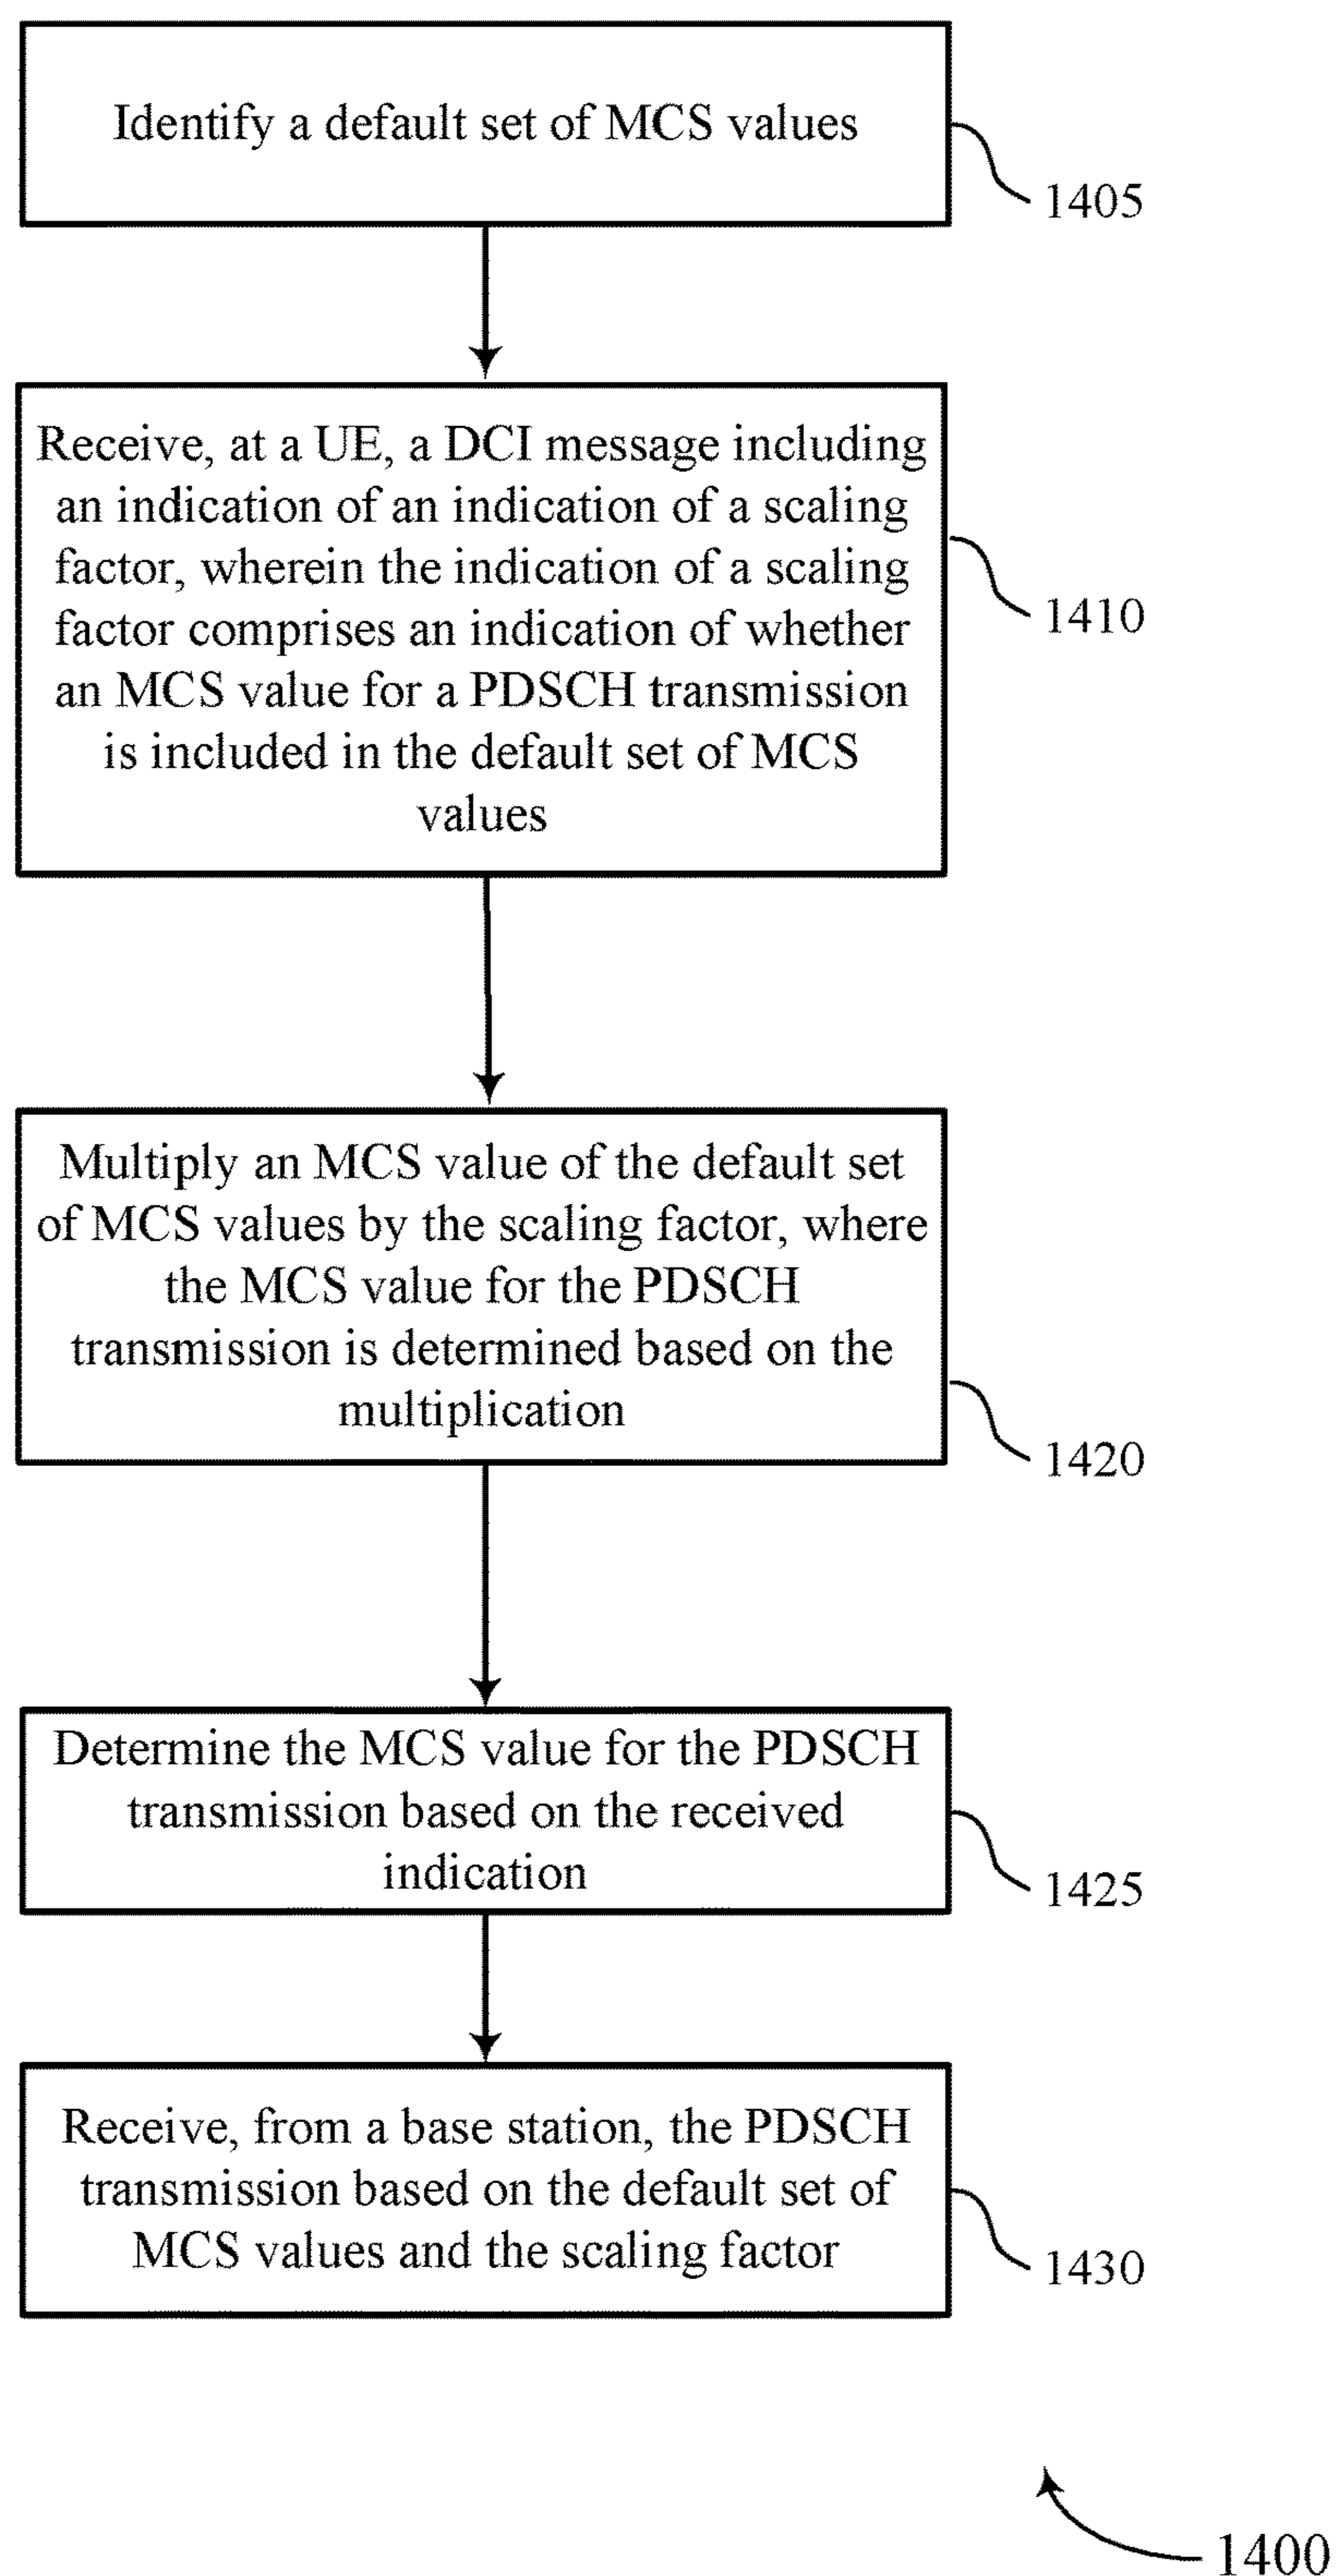 Identify a default set of MCS values
1405
Receive, at a UE, a DCI message including
an indication of an indication of a scaling
factor, wherein the indication of a scaling
factor comprises an indication of whether
an MCS value for a PDSCH transmission
is included in the default set of MCS
values
1410
Multiply an MCS value of the default set
of MCS values by the scaling factor, where
the MCS value for the PDSCH
transmission is determined based on the
multiplication
1420
Determine the MCS value for the PDSCH
transmission based on the received
indication
1425
Receive, from a base station, the PDSCH
transmission based on the default set of
MCS values and the scaling factor
1430
1400